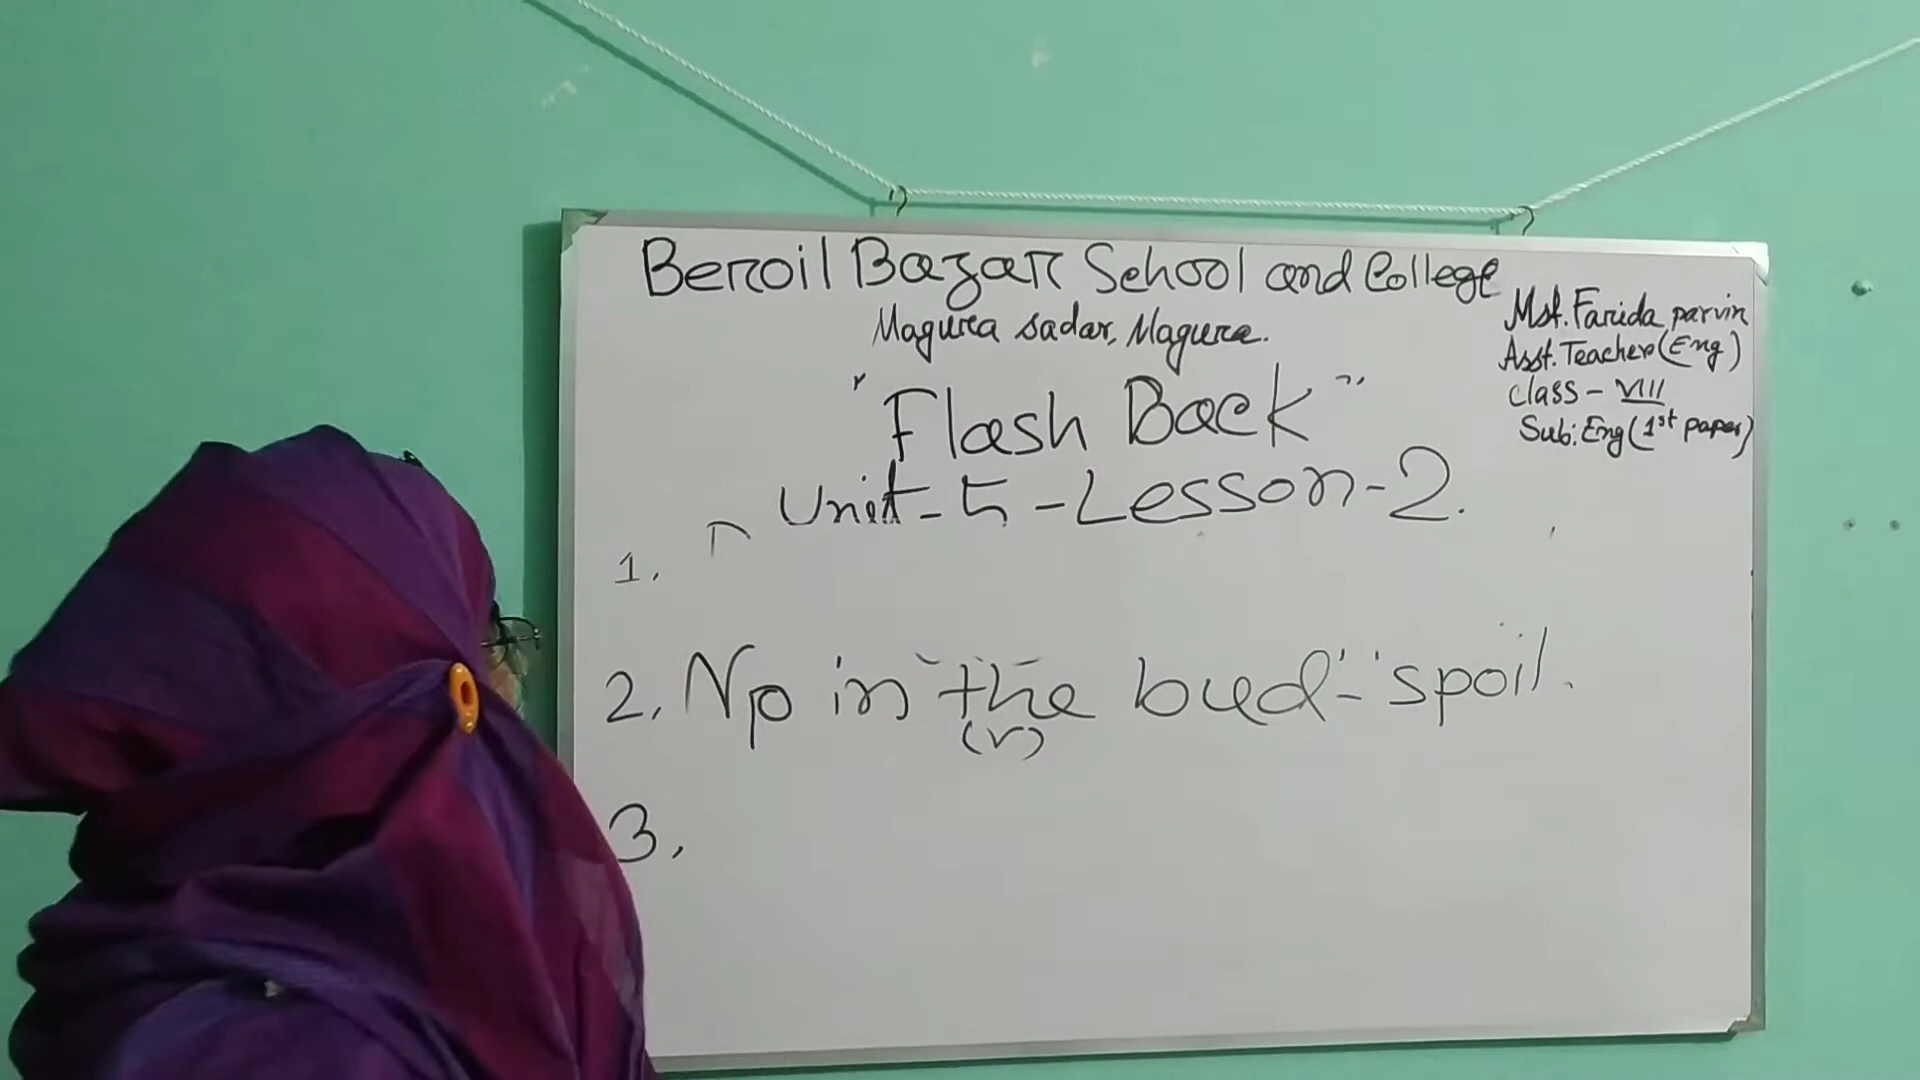 Beroil Bazar School and College
Magura sadar, Magura.
Mst. Farida parvin
Asst. Teacher (Eng)
Class - VIII
Sub: Eng (1st paper)
"Flash Back"
Unit - 5 - Lesson - 2.
1.
2. Np in the bud - 'spoil.
(v)
3.